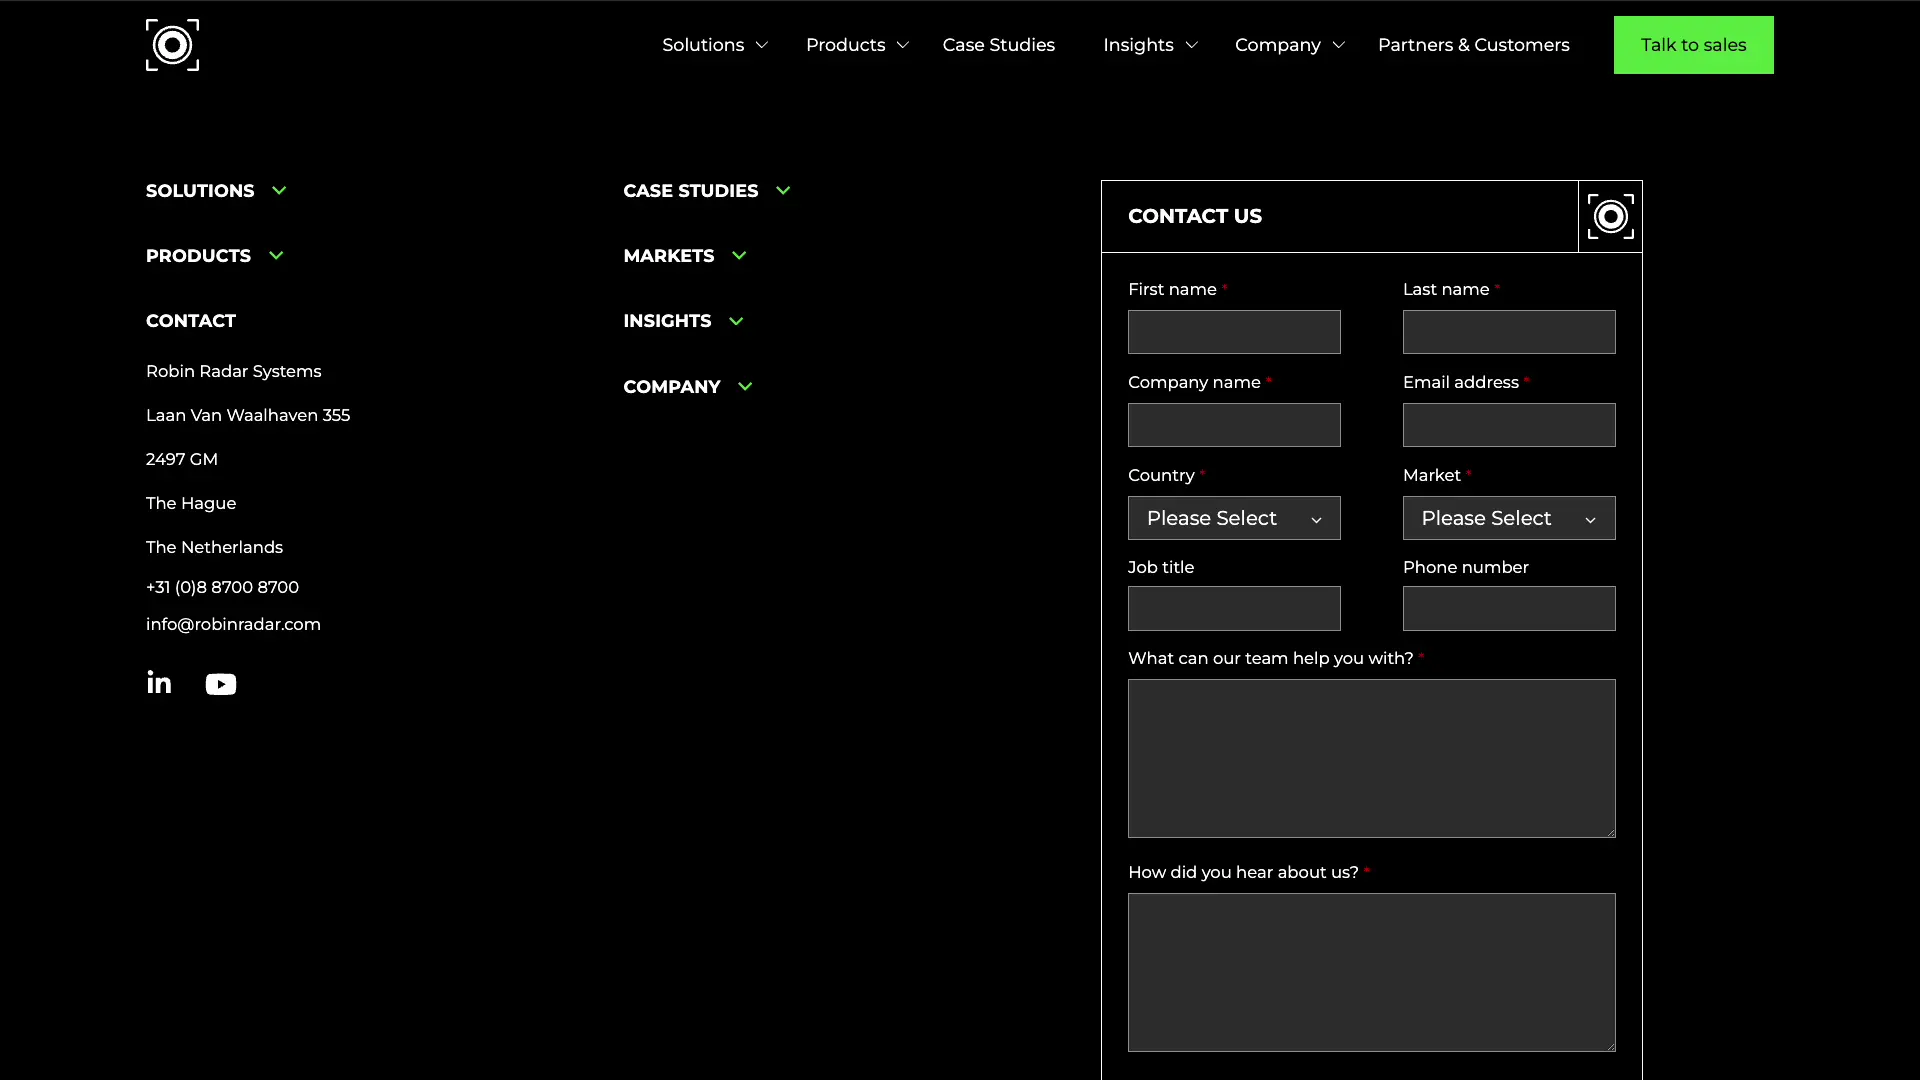 Solutions
Products
Case Studies
Insights
Company
Partners & Customers
Talk to sales
SOLUTIONS
PRODUCTS
CONTACT
Robin Radar Systems
Laan Van Waalhaven 355
2497 GM
The Hague
The Netherlands
+31 (0)8 8700 8700
info@robinradar.com
in
CASE STUDIES
MARKETS
INSIGHTS
COMPANY
CONTACT US
First name *
Last name *
Company name *
Email address *
Country *
Market *
Please Select
Please Select
Job title
Phone number
What can our team help you with? *
How did you hear about us? *